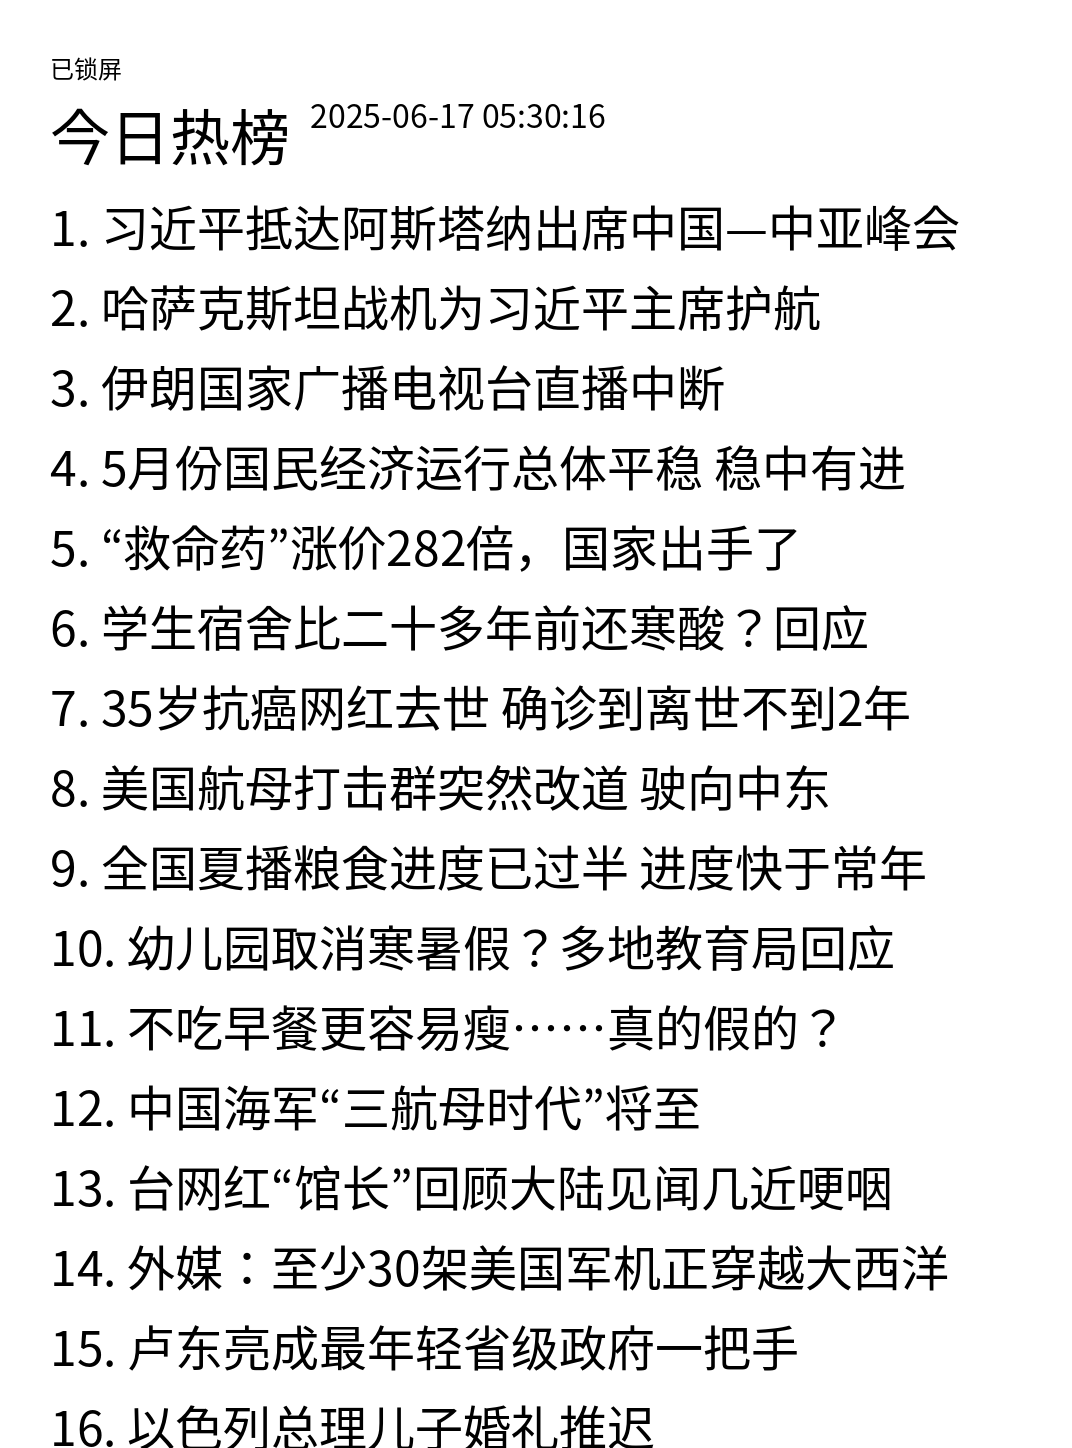 已锁屏
今日热榜 2025-06-17 05:30:16
1. 习近平抵达阿斯塔纳出席中国—中亚峰会
2. 哈萨克斯坦战机为习近平主席护航
3. 伊朗国家广播电视台直播中断
4. 5月份国民经济运行总体平稳 稳中有进
5. “救命药”涨价282倍，国家出手了
6. 学生宿舍比二十多年前还寒酸？回应
7. 35岁抗癌网红去世 确诊到离世不到2年
8. 美国航母打击群突然改道 驶向中东
9. 全国夏播粮食进度已过半 进度快于常年
10. 幼儿园取消寒暑假？多地教育局回应
11. 不吃早餐更容易瘦……真的假的？
12. 中国海军“三航母时代”将至
13. 台网红“馆长”回顾大陆见闻几近哽咽
14. 外媒：至少30架美国军机正穿越大西洋
15. 卢东亮成最年轻省级政府一把手
16. 以色列总理儿子婚礼推迟